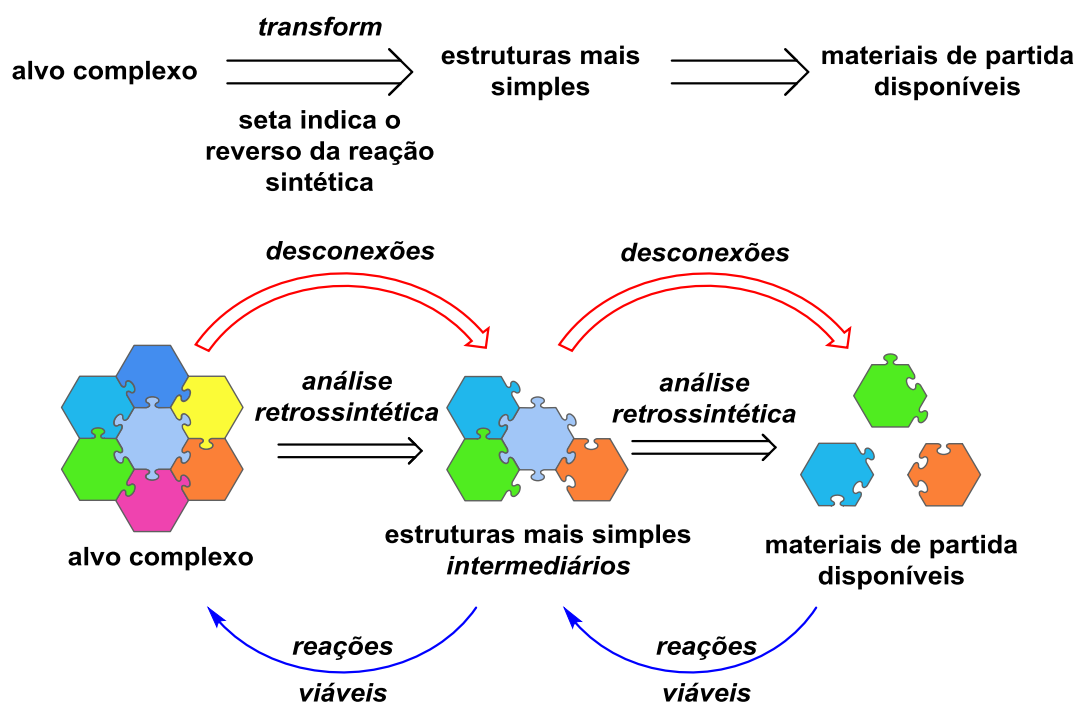 transform
alvo complexo
estruturas mais
simples
materiais de partida
disponíveis
seta indica o
reverso da reação
sintética
desconexões
desconexões
análise
retrossintética
análise
retrossintética
alvo complexo
estruturas mais simples
intermediários
materiais de partida
disponíveis
reações
viáveis
reações
viáveis